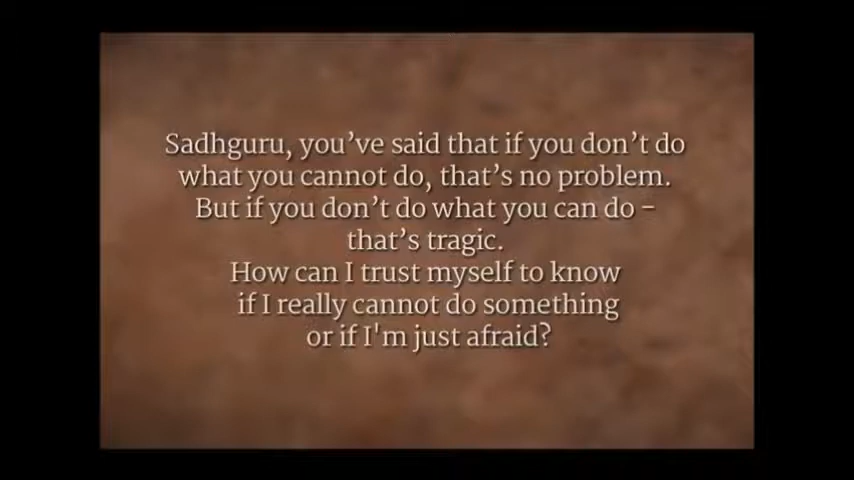 Sadhguru, you’ve said that if you don’t do
what you cannot do, that’s no problem.
But if you don’t do what you can do –
that’s tragic.
How can I trust myself to know
if I really cannot do something
or if I'm just afraid?